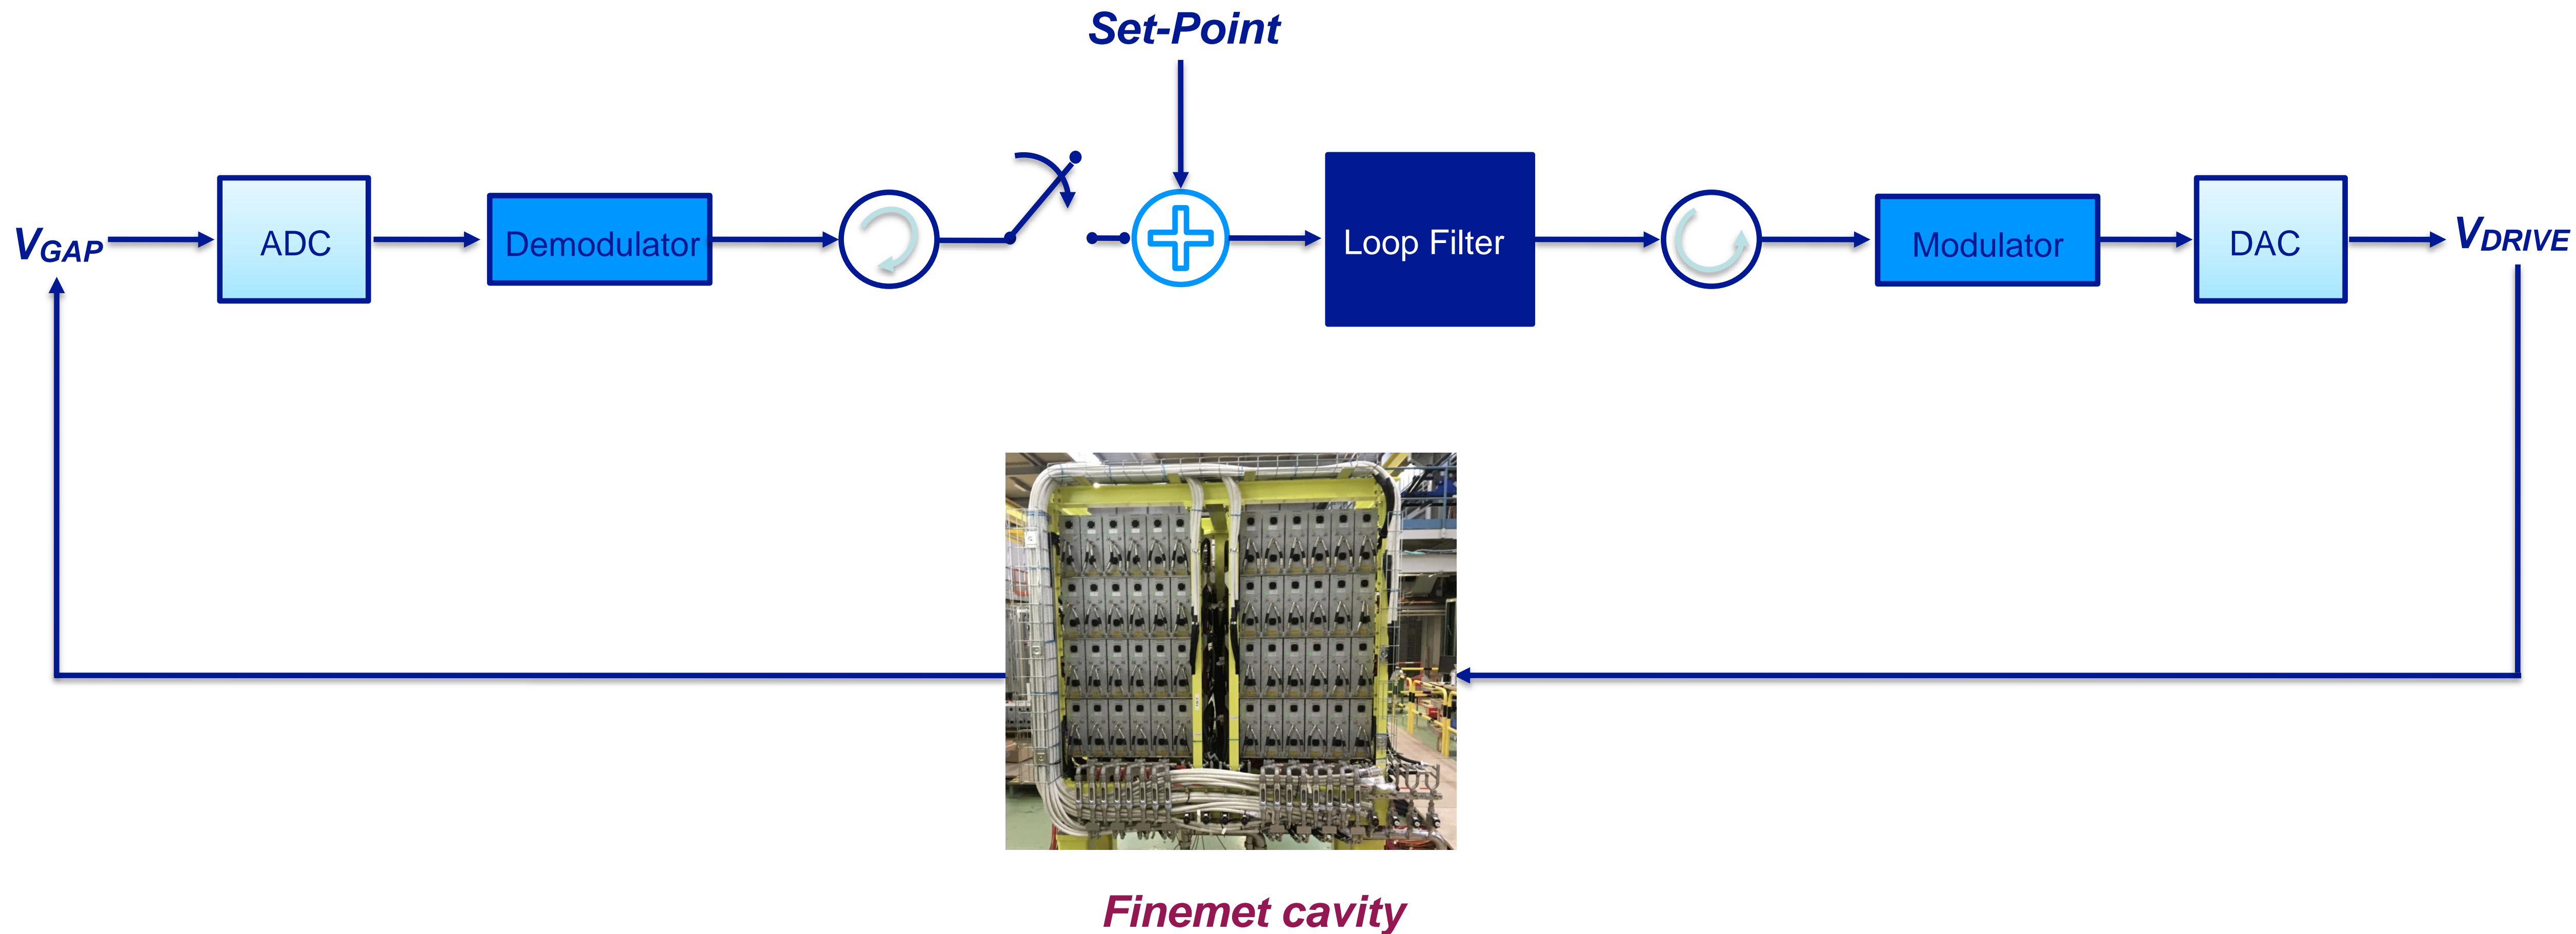 Set-Point
VGAP
ADC
Demodulator
Loop Filter
Modulator
DAC
VDRIVE
Finemet cavity